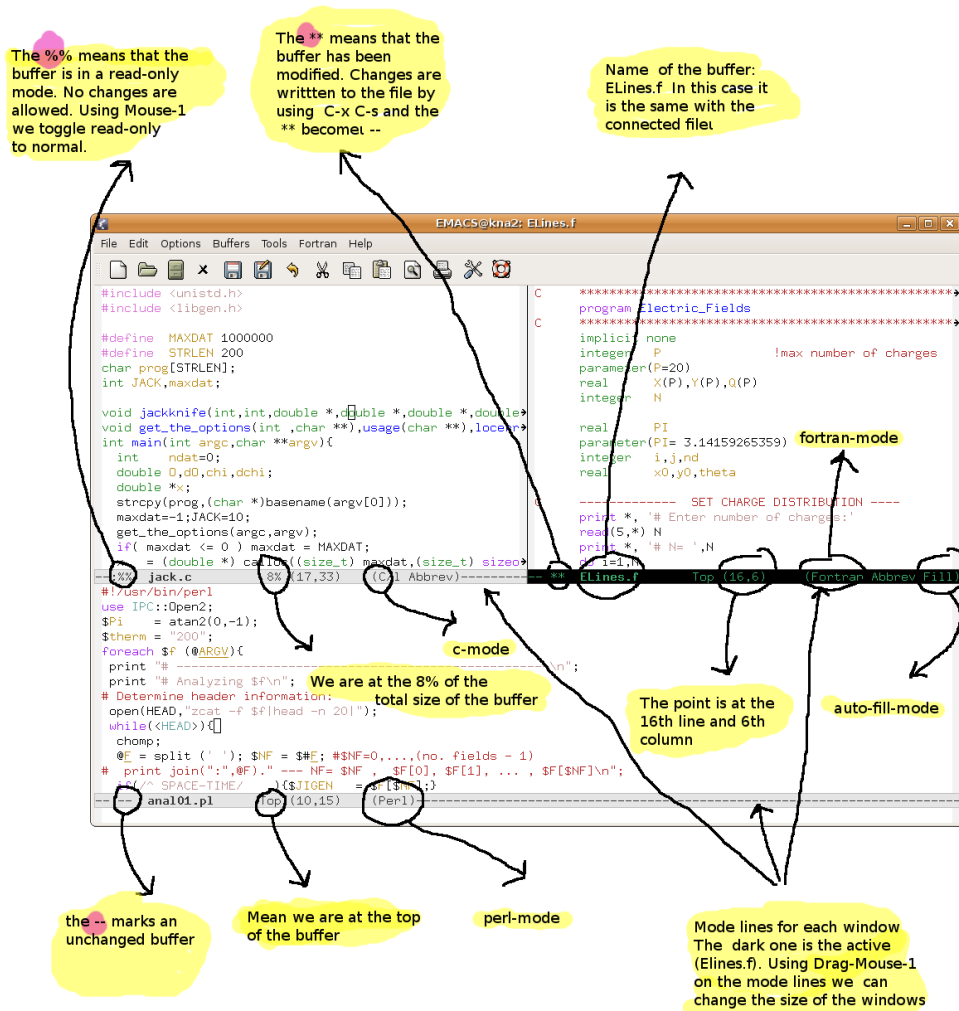 The %% means that the
buffer is in a read-only
mode. No changes are
allowed. Using Mouse-1
we toggle read-only
to normal.
The ** means that the
buffer has been
modified. Changes are
writtten to the file by
using C-x C-s and the
** becomeι --
Name of the buffer:
ELines.f In this case it
is the same with the
connected fileι
EMACS@kna2: ELines.f
File Edit Options Buffers Tools Fortran Help
#include <unistd.h>
#include <libgen.h>
#define MAXDAT 1000000
#define STRLEN 200
char prog[STRLEN];
int JACK,maxdat;
void jackknife(int,int,double *,double *,double *,double
void get_the_options(int ,char **),usage(char **),locerr
int main(int argc,char **argv){
int ndat=0;
double O,dO,chi,dchi;
double *x;
strcpy(prog,(char *)basename(argv[0]));
maxdat=-1;JACK=10;
get_the_options(argc,argv);
if( maxdat <= 0 ) maxdat = MAXDAT;
= (double *) calloc((size_t) maxdat,(size_t) sizeo
--:%% jack.c 8% (17,33) (C/l Abbrev)----------
C *****************************************************
program Electric_Fields
C *****************************************************
implicit none
integer P !max number of charges
parameter(P=20)
real X(P),Y(P),Q(P)
integer N
real PI
parameter(PI= 3.14159265359)
integer i,j,nd
real x0,y0,theta
C ------------- SET CHARGE DISTRIBUTION ----
print *, '# Enter number of charges:'
read(5,*) N
print *, '# N= ',N
do i=1,N
-- ** ELines.f Top (16,6) (Fortran Abbrev Fill)
fortran-mode
#!/usr/bin/perl
use IPC::Open2;
$Pi = atan2(0,-1);
$therm = "200";
foreach $f (@ARGV){
print "# ----------------------------------------------------\n";
print "# Analyzing $f\n";
# Determine header information:
open(HEAD,"zcat -f $f|head -n 20|");
while(<HEAD>){
chomp;
@F = split (' '); $NF = $#F; #$NF=0,...,(no. fields - 1)
# print join(":",@F)." --- NF= $NF , $F[0], $F[1], ... , $F[$NF]\n";
if(/^ SPACE-TIME/ ){$JIGEN = $F[$NF];}
-- -- anal01.pl Top (10,15) (Perl)----------
c-mode
We are at the 8% of the
total size of the buffer
The point is at the
16th line and 6th
column
auto-fill-mode
the -- marks an
unchanged buffer
Mean we are at the top
of the buffer
perl-mode
Mode lines for each window
The dark one is the active
(Elines.f). Using Drag-Mouse-1
on the mode lines we can
change the size of the windows